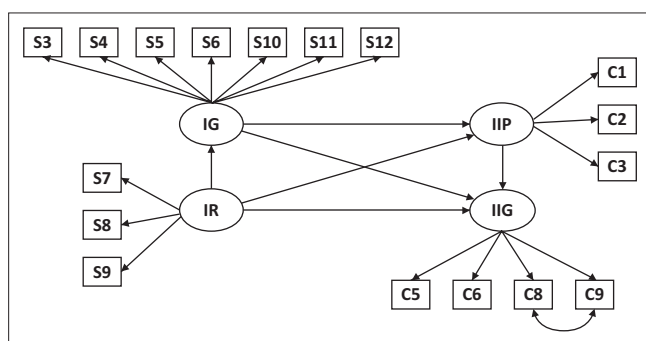 S3 S4 S5 S6 S10 S11 S12
C1
IG IIP C2
C3
S7
S8 IR IIG
S9
C5 C6 C8 C9